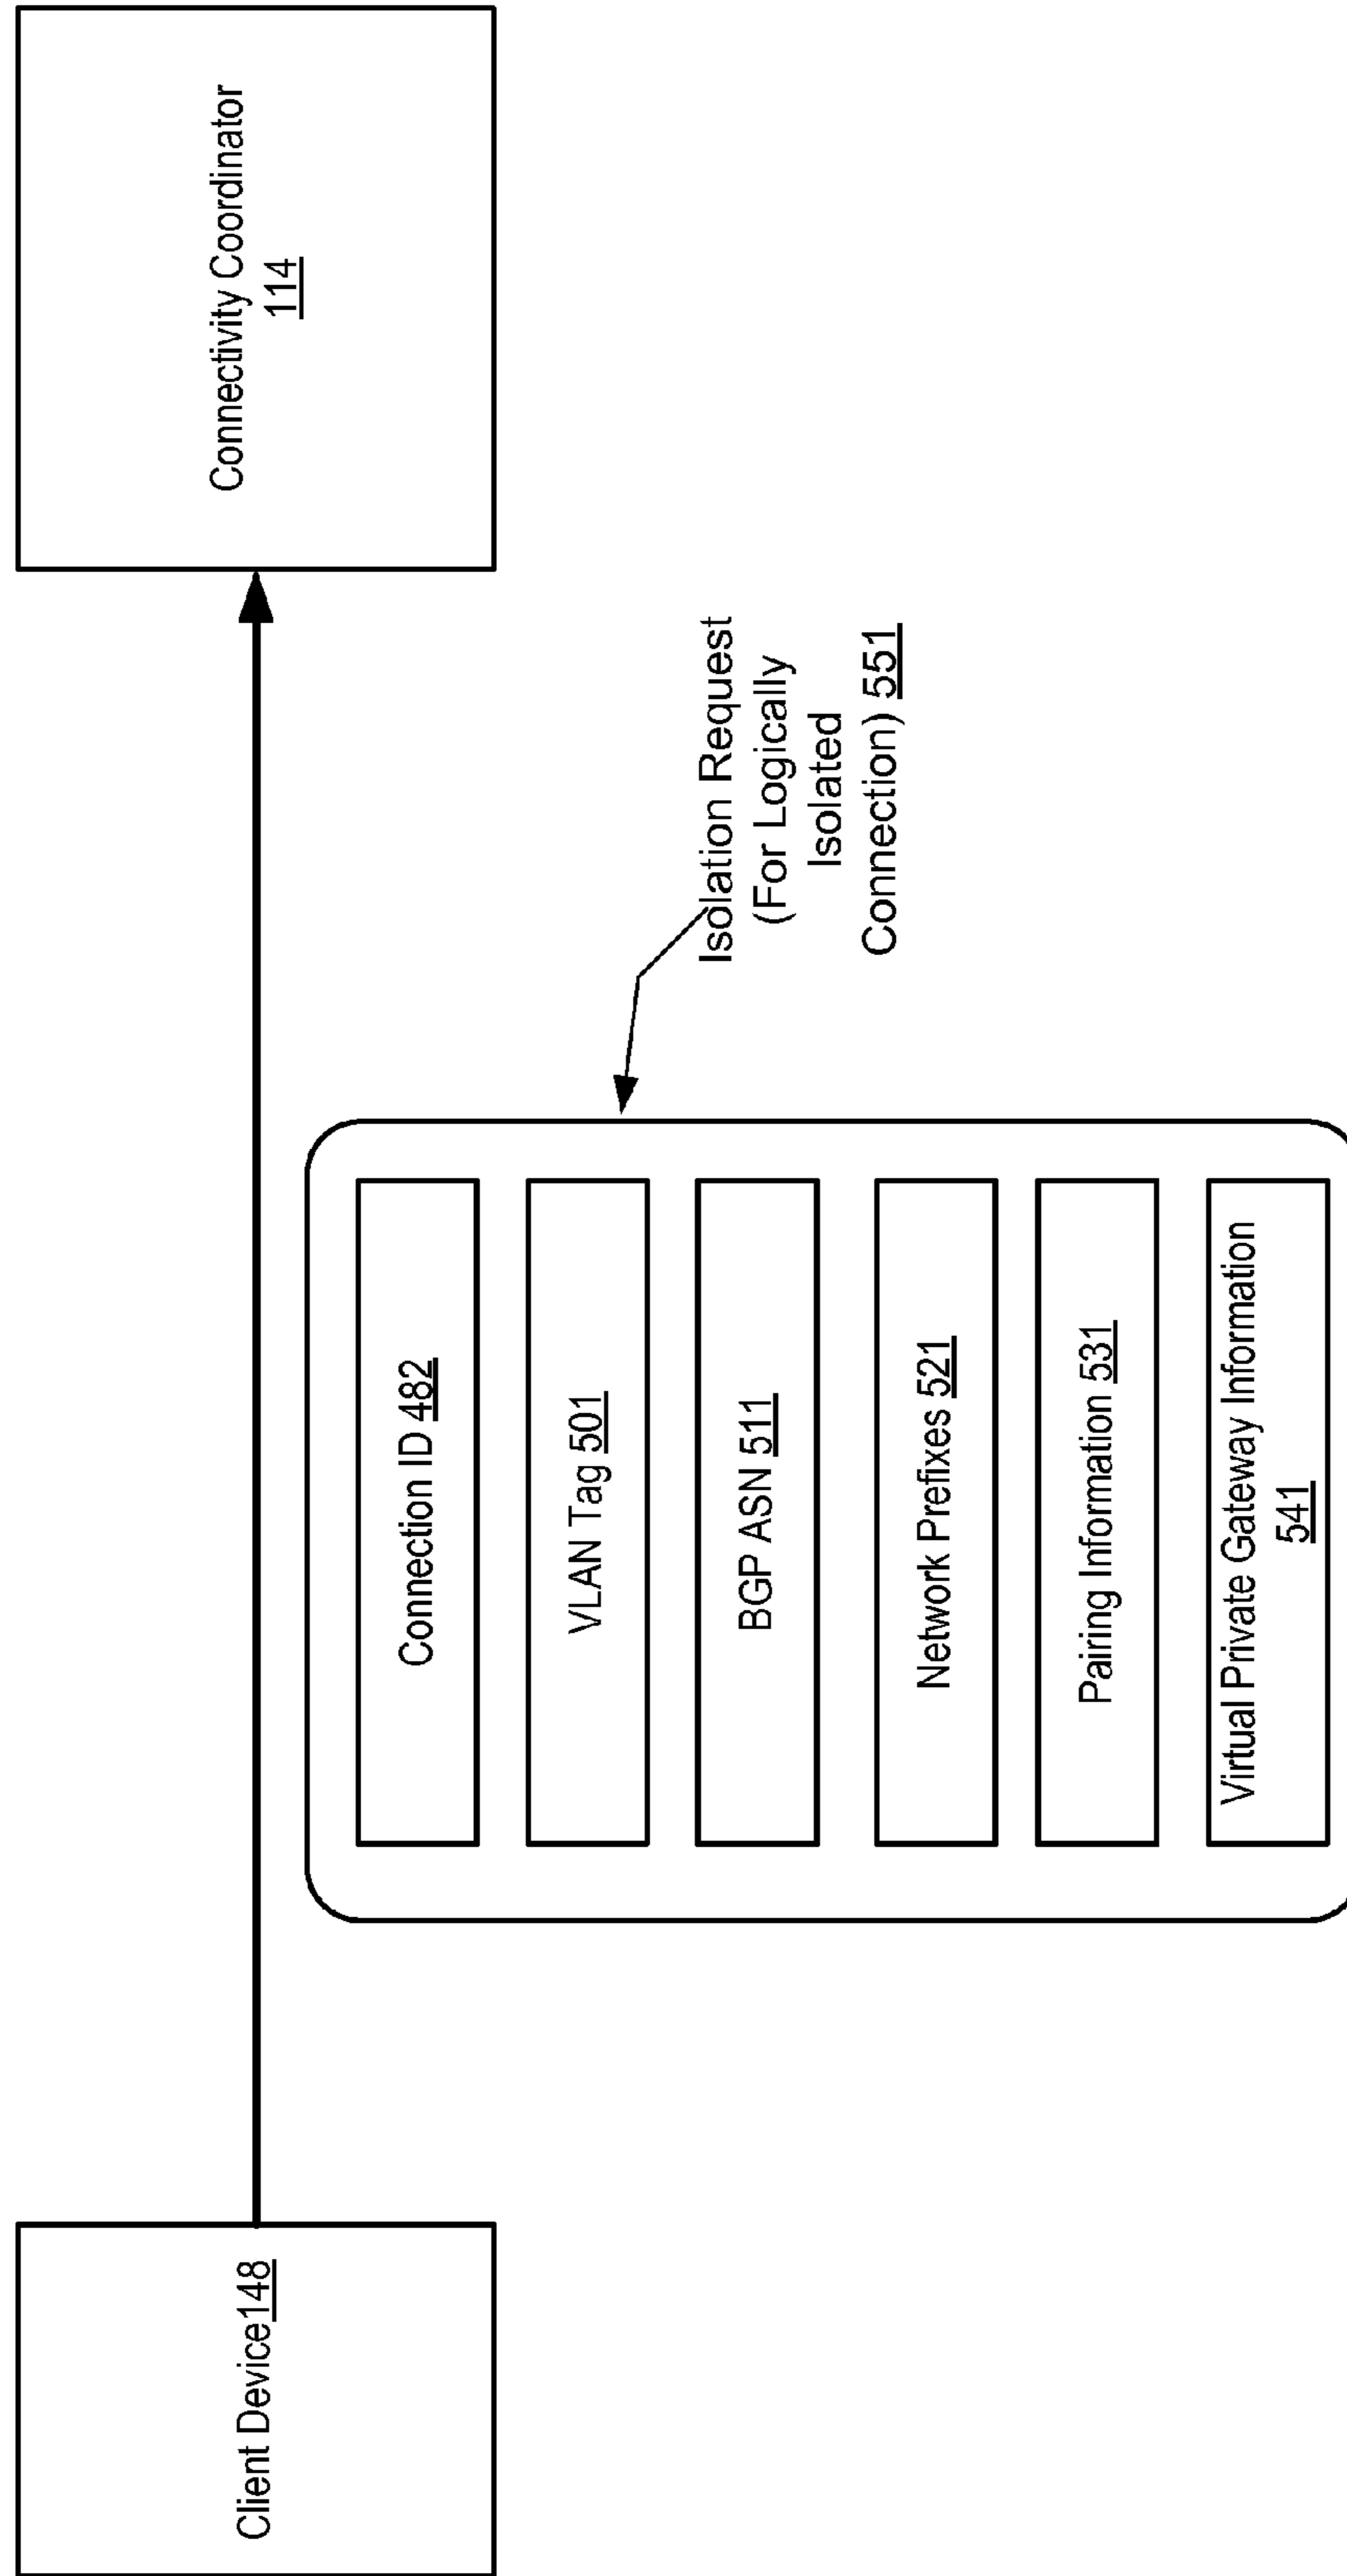 Client Device148
Connectivity Coordinator
114
Connection ID 482
VLAN Tag 501
BGP ASN 511
Network Prefixes 521
Pairing Information 531
Virtual Private Gateway Information
541
Isolation Request
(For Logically
Isolated
Connection) 551